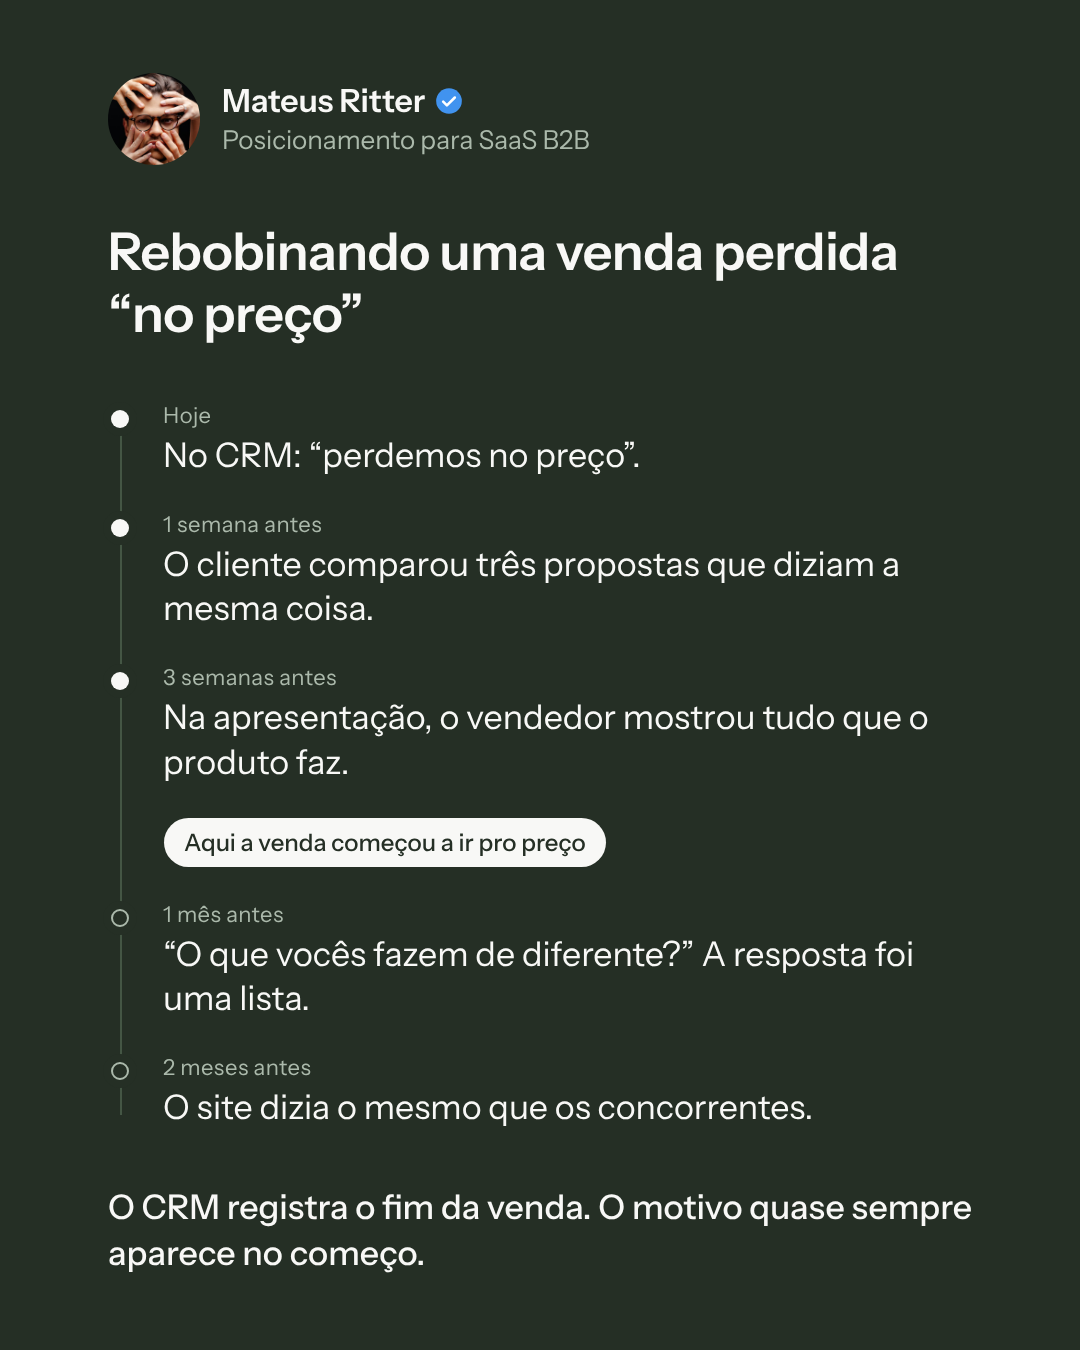 Mateus Ritter
Posicionamento para SaaS B2B
Rebobinando uma venda perdida
“no preço”
Hoje
No CRM: “perdemos no preço”.
1 semana antes
O cliente comparou três propostas que diziam a
mesma coisa.
3 semanas antes
Na apresentação, o vendedor mostrou tudo que o
produto faz.
Aqui a venda começou a ir pro preço
1 mês antes
“O que vocês fazem de diferente?” A resposta foi
uma lista.
2 meses antes
O site dizia o mesmo que os concorrentes.
O CRM registra o fim da venda. O motivo quase sempre
aparece no começo.